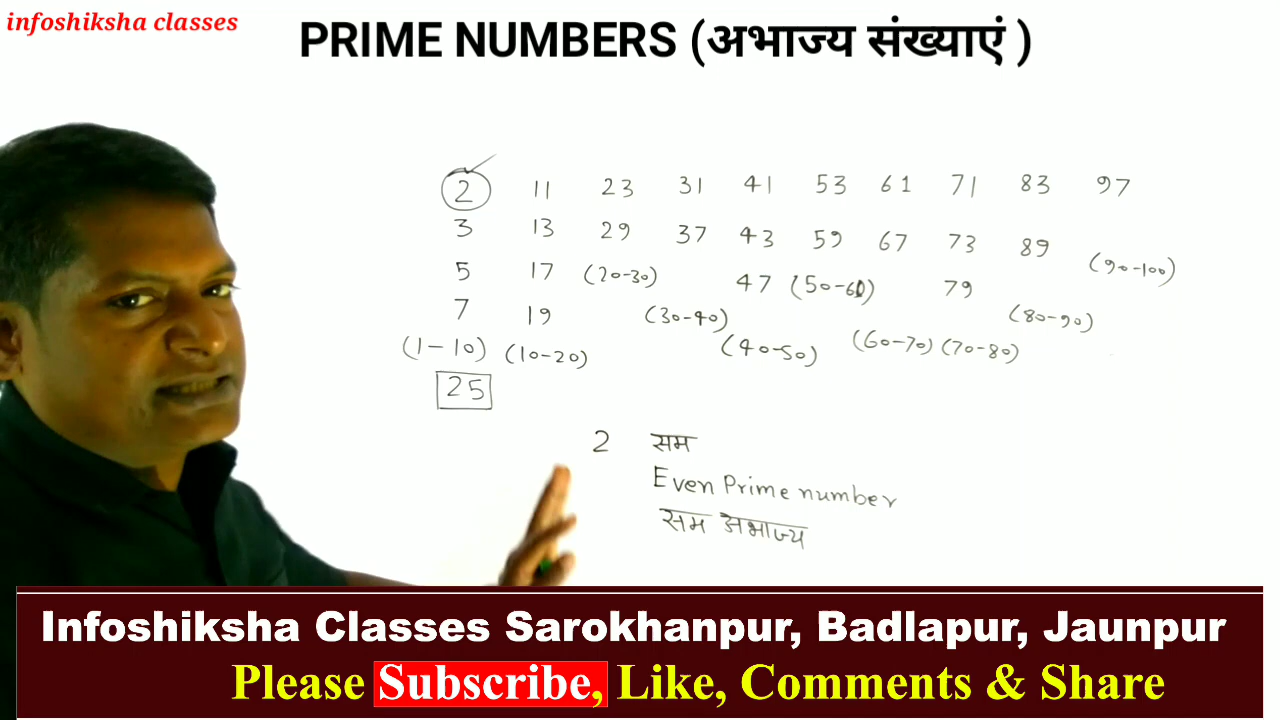 infoshiksha classes
PRIME NUMBERS (अभाज्य संख्याएं )
2 11 23 31 41 53 61 71 83 97
3 13 29 37 43 59 67 73 89
5 17 (20-30) 47 (50-60) 79 (90-100)
7 19 (30-40) (80-90)
(1-10) (10-20) (40-50) (60-70) (70-80)
25
2 सम
Even Prime number
सम अभाज्य
Infoshiksha Classes Sarokhanpur, Badlapur, Jaunpur
Please Subscribe, Like, Comments & Share